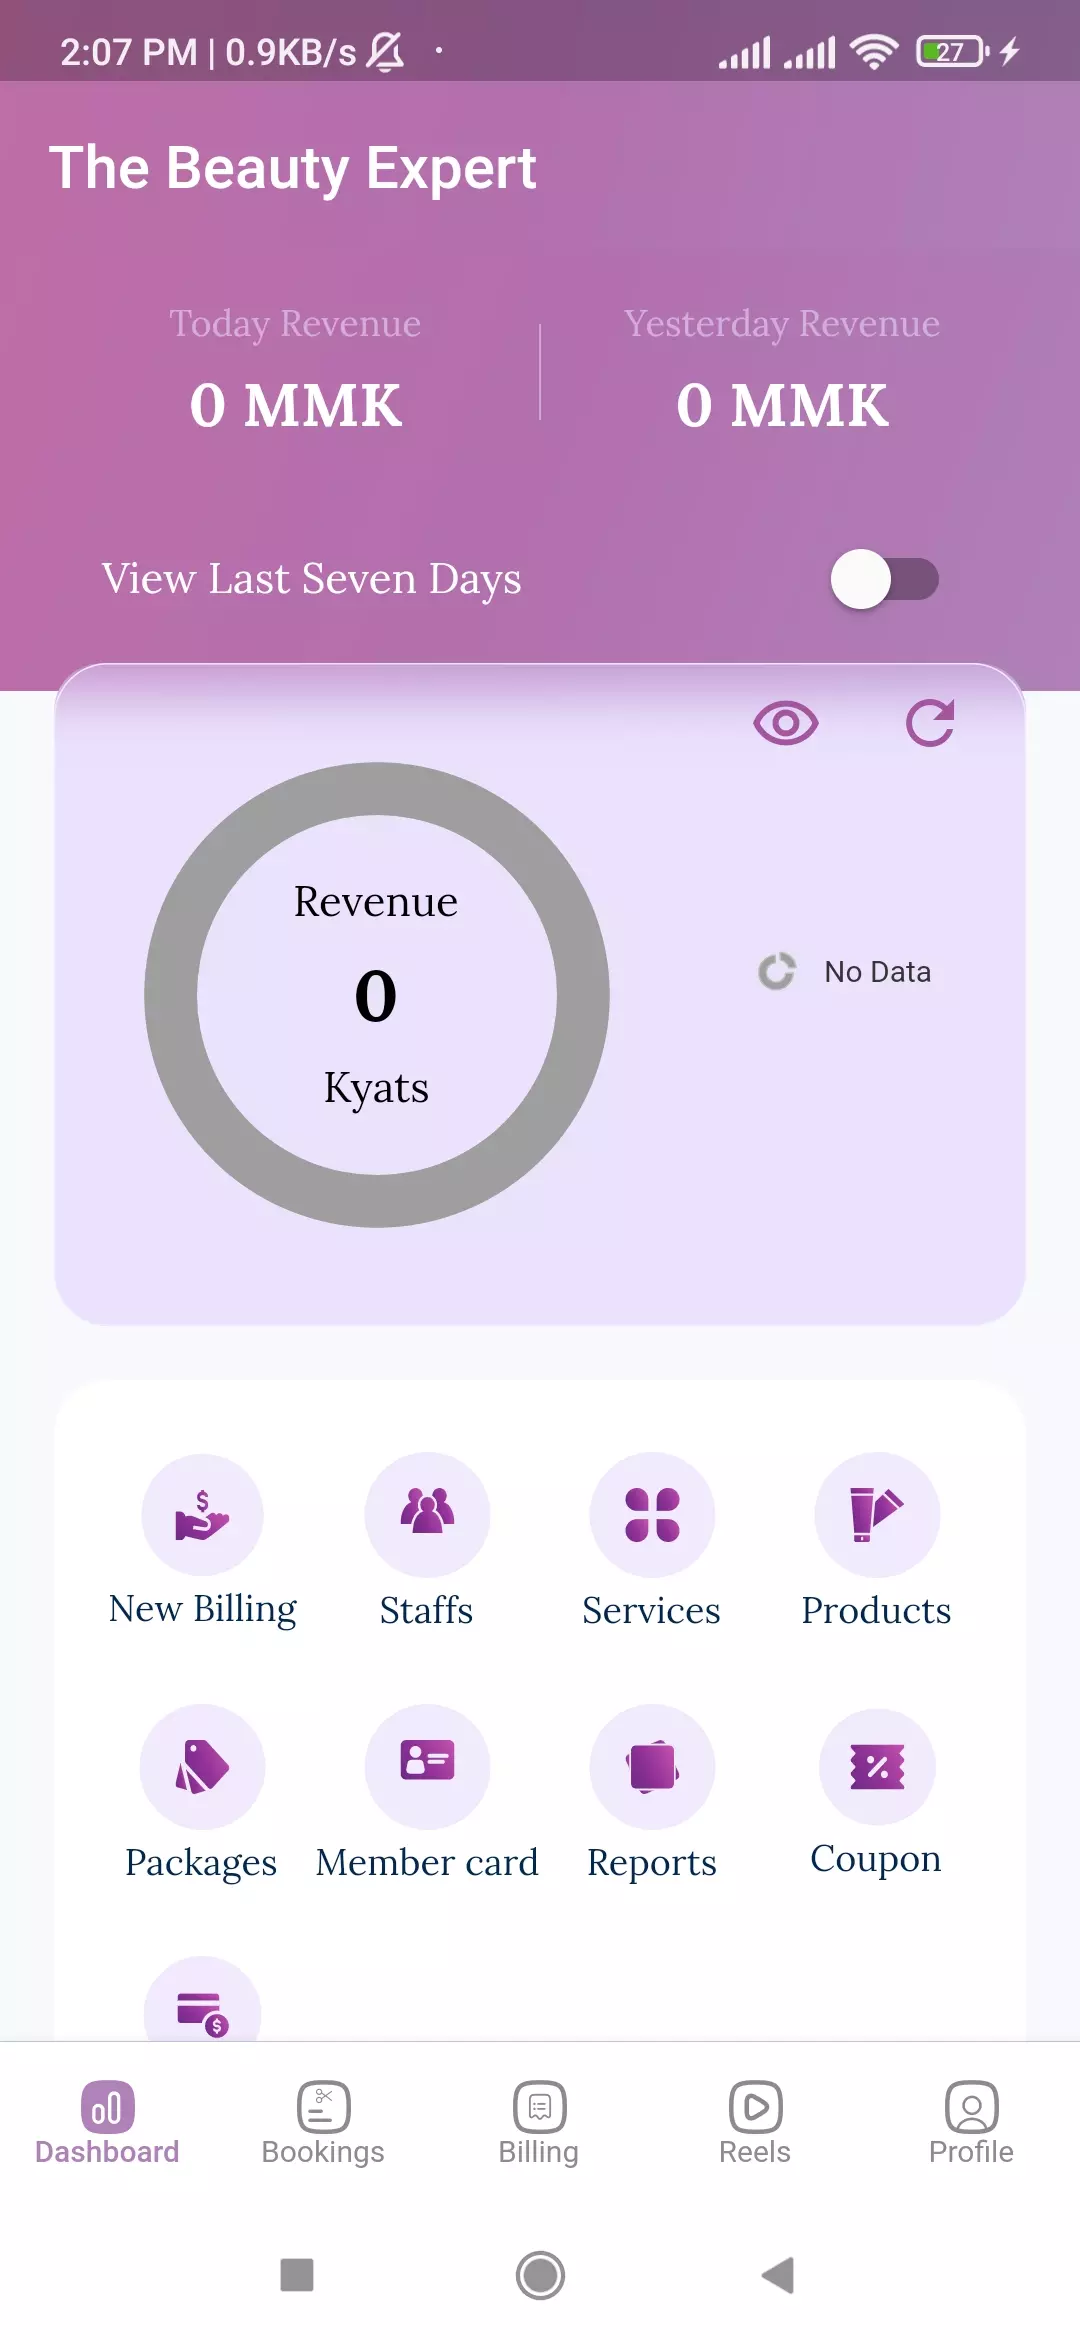 2:07 PM | 0.9KB/s
27
The Beauty Expert
Today Revenue
Yesterday Revenue
0 MMK
0 MMK
View Last Seven Days
Revenue
0
Kyats
No Data
New Billing
Staffs
Services
Products
Packages
Member card
Reports
Coupon
Dashboard
Bookings
Billing
Reels
Profile